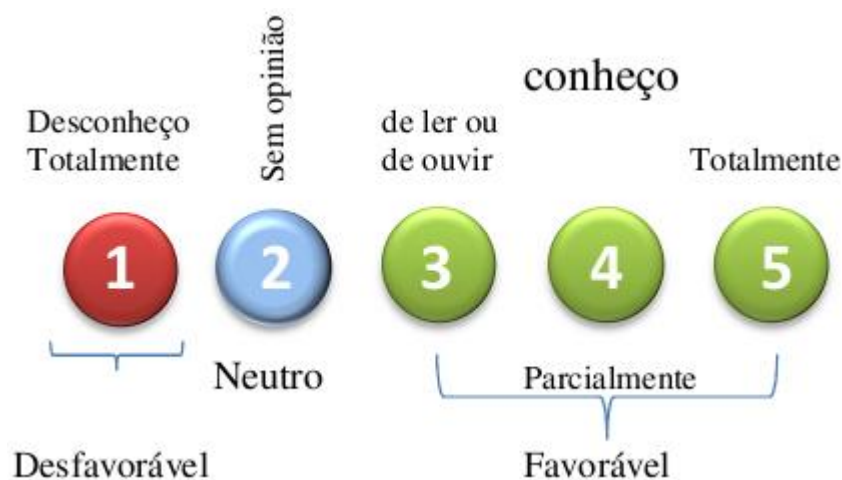 Sem opinião
conheço
Desconheço
Totalmente
de ler ou
de ouvir
Totalmente
1
2
3
4
5
Neutro
Parcialmente
Desfavorável
Favorável